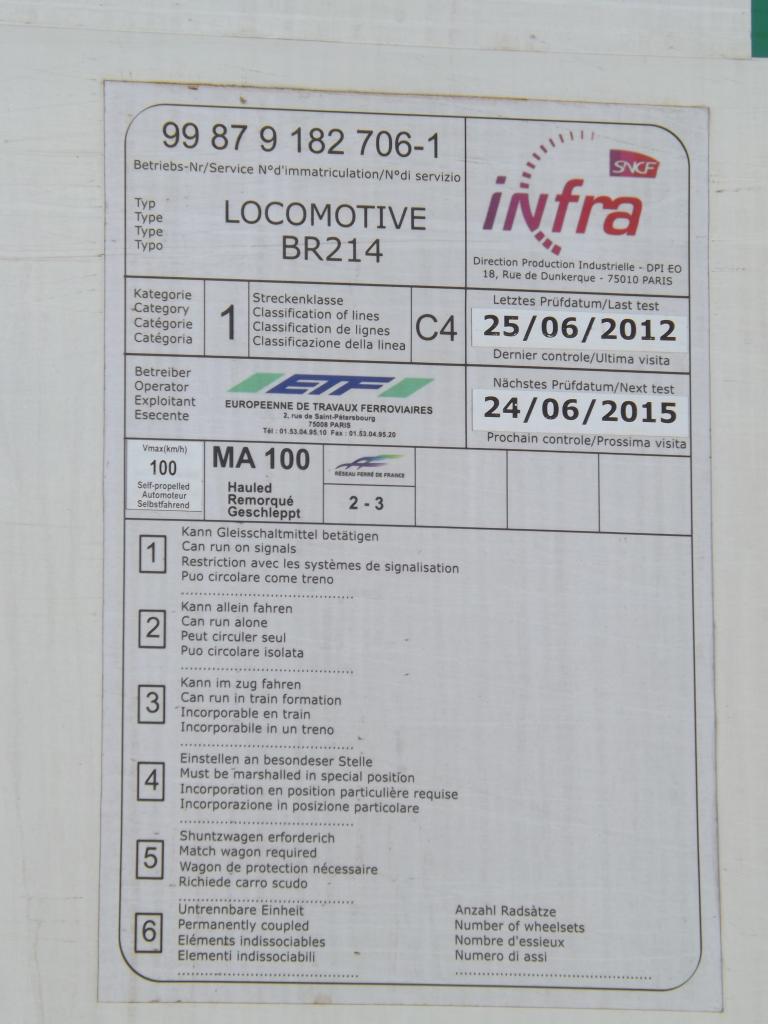 99 87 9 182 706-1
Betriebs-Nr/Service N°d'immatriculation/N°di servizio
Typ
Type
Type
Typo
LOCOMOTIVE
BR214
SNCF
infra
Direction Production Industrielle - DPI EO
18, Rue de Dunkerque - 75010 PARIS
Kategorie
Category
Catégorie
Catégoria
1
Streckenklasse
Classification of lines
Classification de lignes
Classificazione della linea
C4
Letztes Prüfdatum/Last test
25/06/2012
Dernier controle/Ultima visita
Betreiber
Operator
Exploitant
Esecente
ETF
EUROPEENNE DE TRAVAUX FERROVIAIRES
2, rue de Saint-Pétersbourg
75008 PARIS
Tél : 01.53.04.95.10 Fax : 01.53.04.95.20
Nächstes Prüfdatum/Next test
24/06/2015
Prochain controle/Prossima visita
Vmax(km/h)
100
Self-propelled
Automoteur
Selbstfahrend
MA 100
Hauled
Remorqué
Geschleppt
RÉSEAU FERRÉ DE FRANCE
2 - 3
1
Kann Gleisschaltmittel betätigen
Can run on signals
Restriction avec les systèmes de signalisation
Puo circolare come treno
2
Kann allein fahren
Can run alone
Peut circuler seul
Puo circolare isolata
3
Kann im zug fahren
Can run in train formation
Incorporable en train
Incorporabile in un treno
4
Einstellen an besondeser Stelle
Must be marshalled in special position
Incorporation en position particulière requise
Incorporazione in posizione particolare
5
Shuntzwagen erforderich
Match wagon required
Wagon de protection nécessaire
Richiede carro scudo
6
Untrennbare Einheit
Permanently coupled
Eléments indissociables
Elementi indissociabili
Anzahl Radsàtze
Number of wheelsets
Nombre d'essieux
Numero di assi